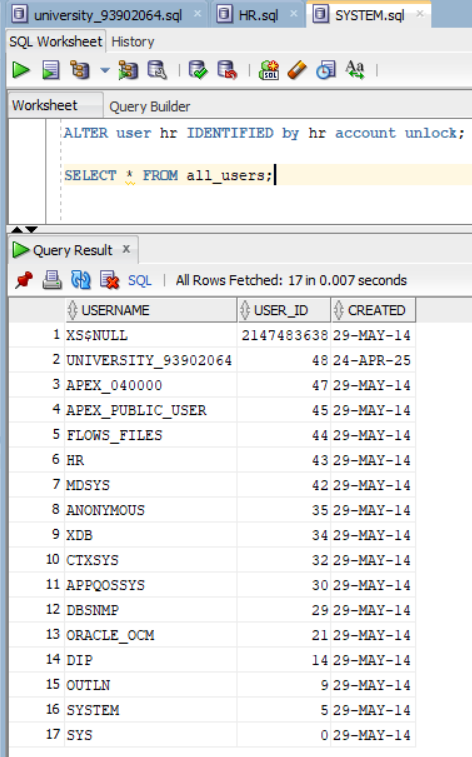 university_93902064.sql × HR.sql × SYSTEM.sql ×
SQL Worksheet History
SQL Aa
Worksheet Query Builder
ALTER user hr IDENTIFIED by hr account unlock;
SELECT * FROM all_users;
Query Result ×
SQL | All Rows Fetched: 17 in 0.007 seconds
USERNAME USER_ID CREATED
1 XS$NULL 2147483638 29-MAY-14
2 UNIVERSITY_93902064 48 24-APR-25
3 APEX_040000 47 29-MAY-14
4 APEX_PUBLIC_USER 45 29-MAY-14
5 FLOWS_FILES 44 29-MAY-14
6 HR 43 29-MAY-14
7 MDSYS 42 29-MAY-14
8 ANONYMOUS 35 29-MAY-14
9 XDB 34 29-MAY-14
10 CTXSYS 32 29-MAY-14
11 APPQOSSYS 30 29-MAY-14
12 DBSNMP 29 29-MAY-14
13 ORACLE_OCM 21 29-MAY-14
14 DIP 14 29-MAY-14
15 OUTLN 9 29-MAY-14
16 SYSTEM 5 29-MAY-14
17 SYS 0 29-MAY-14